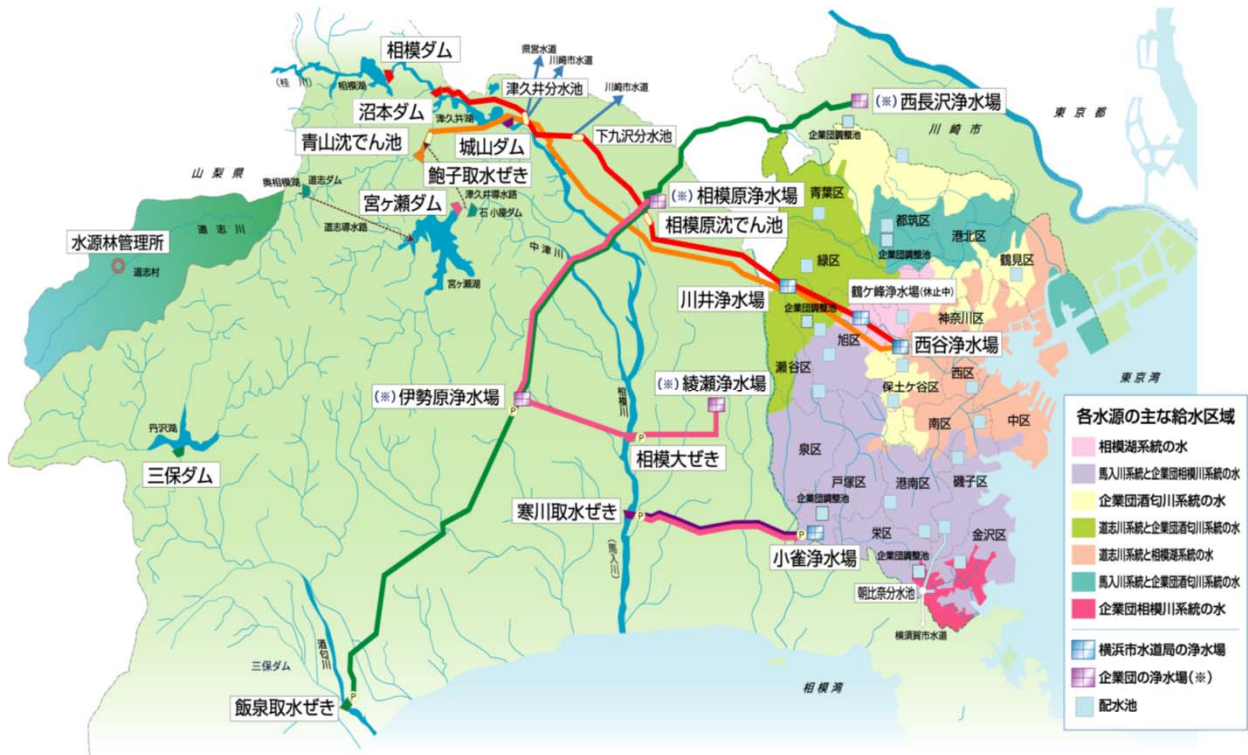 相模ダム
県営水道
川崎市水道
(桂 川)
相模湖
津久井分水池
川崎市水道
(※)西長沢浄水場
東京都
沼本ダム
津久井湖
企業団調整池
川崎市
青山沈でん池
城山ダム
下九沢分水池
山梨県
鮑子取水ぜき
奥相模湖
道志ダム
津久井導水路
(※)相模原浄水場
青葉区
宮ヶ瀬ダム
石小屋ダム
相模原沈でん池
都筑区
港北区
水源林管理所
道志川
道志導水路
中津川
企業団調整池
鶴見区
道志村
緑区
宮ヶ瀬湖
川井浄水場
鶴ケ峰浄水場(休止中)
企業団調整池
神奈川区
旭区
西谷浄水場
瀬谷区
西区
東京湾
(※)伊勢原浄水場
P
(※)綾瀬浄水場
相模川
保土ケ谷区
南区
中区
丹沢湖
P
泉区
三保ダム
相模大ぜき
戸塚区
港南区
磯子区
企業団調整池
寒川取水ぜき
P
P
小雀浄水場
栄区
金沢区
(馬入川)
企業団調整池
朝比奈分水池
横須賀市水道
酒匂川
三保ダム
相模湾
P
飯泉取水ぜき
各水源の主な給水区域
相模湖系統の水
馬入川系統と企業団相模川系統の水
企業団酒匂川系統の水
道志川系統と企業団酒匂川系統の水
道志川系統と相模湖系統の水
馬入川系統と企業団酒匂川系統の水
企業団相模川系統の水
横浜市水道局の浄水場
企業団の浄水場(※)
配水池